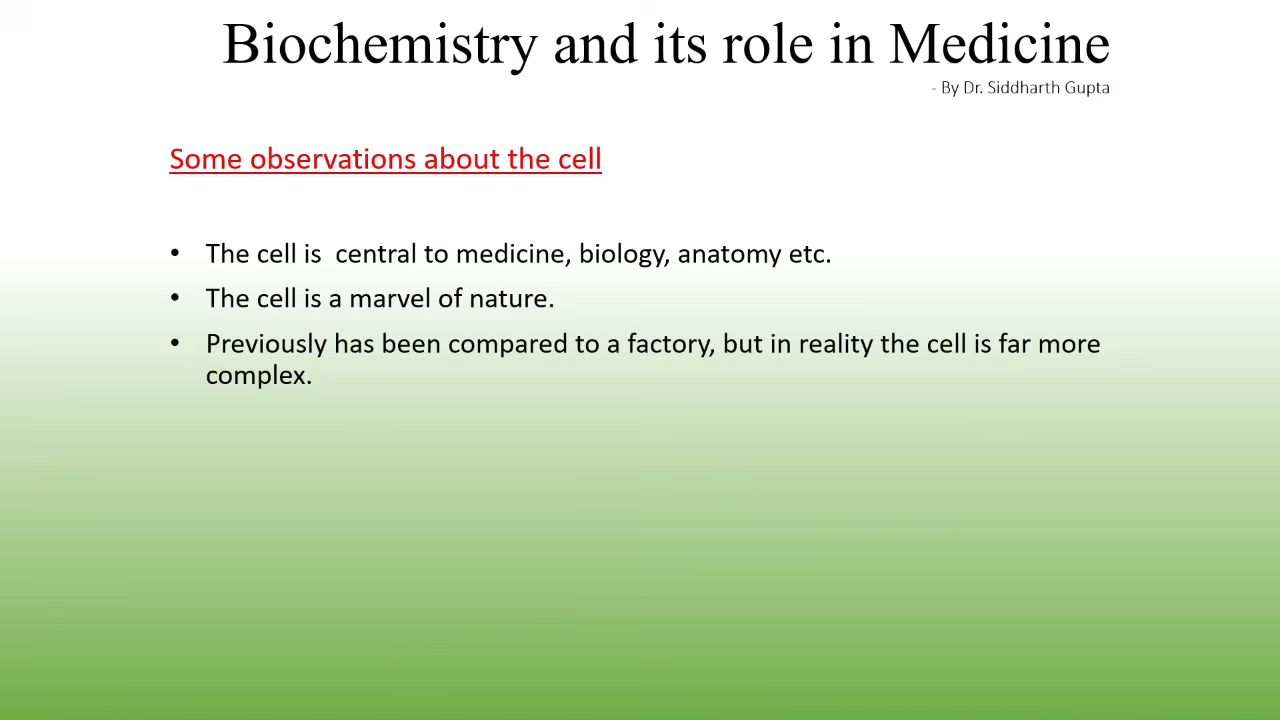 Biochemistry and its role in Medicine
- By Dr. Siddharth Gupta
Some observations about the cell
• The cell is  central to medicine, biology, anatomy etc.
• The cell is a marvel of nature.
• Previously has been compared to a factory, but in reality the cell is far more
complex.